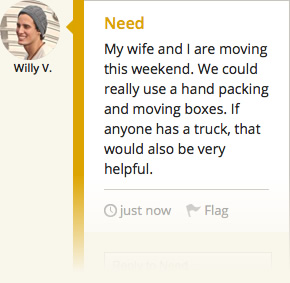 Need
My wife and I are moving
this weekend. We could
really use a hand packing
and moving boxes. If
anyone has a truck, that
would also be very
helpful.
Willy V.
just now Flag